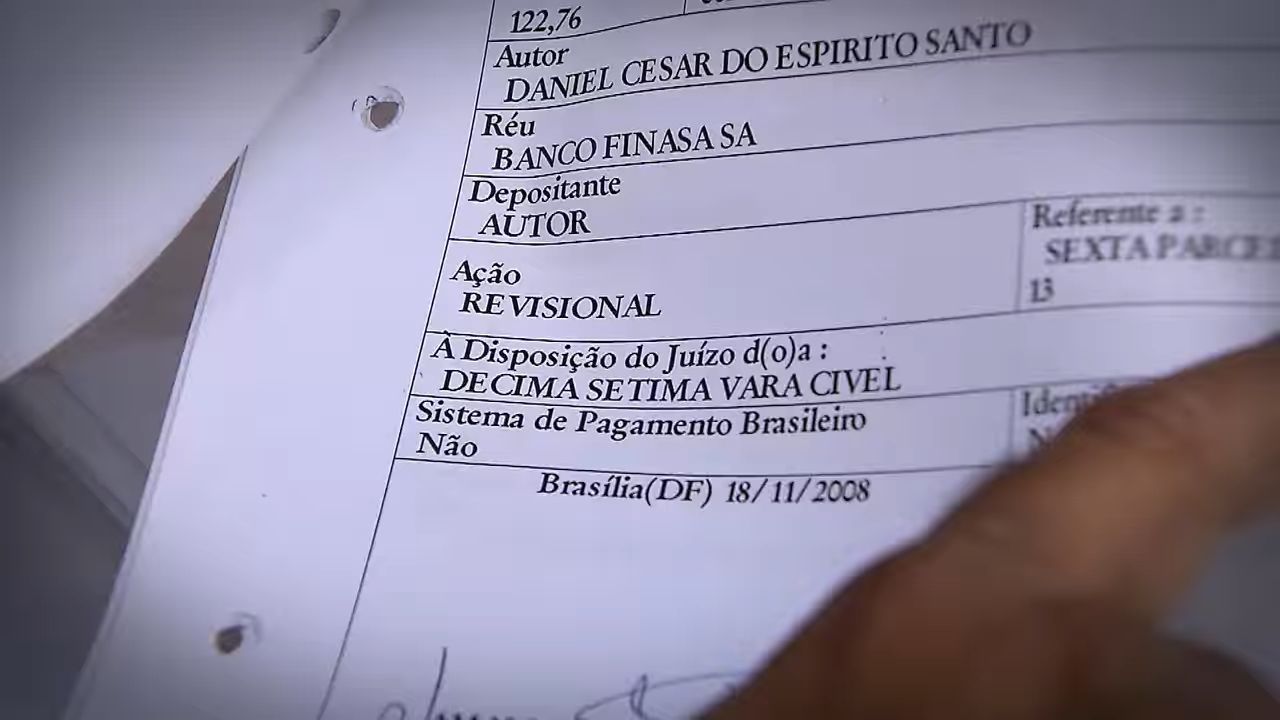 122,76
Autor
DANIEL CESAR DO ESPIRITO SANTO
Réu
BANCO FINASA SA
Depositante
AUTOR
Referente a :
SEXTA
13
Ação
REVISIONAL
À Disposição do Juízo d(o)a :
DECIMA SETIMA VARA CIVEL
Sistema de Pagamento Brasileiro
Não
Brasília(DF) 18/11/2008